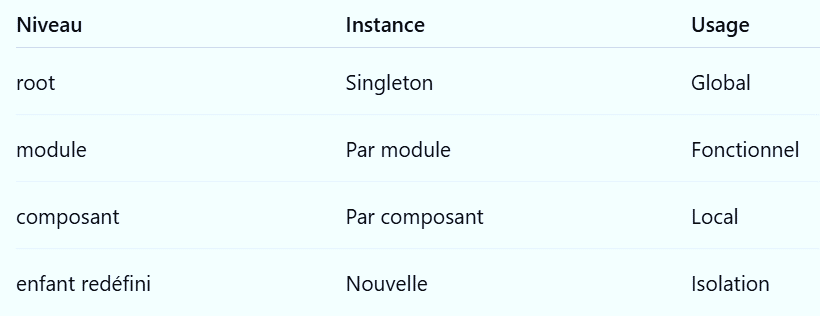 Niveau Instance Usage
root Singleton Global
module Par module Fonctionnel
composant Par composant Local
enfant redéfini Nouvelle Isolation